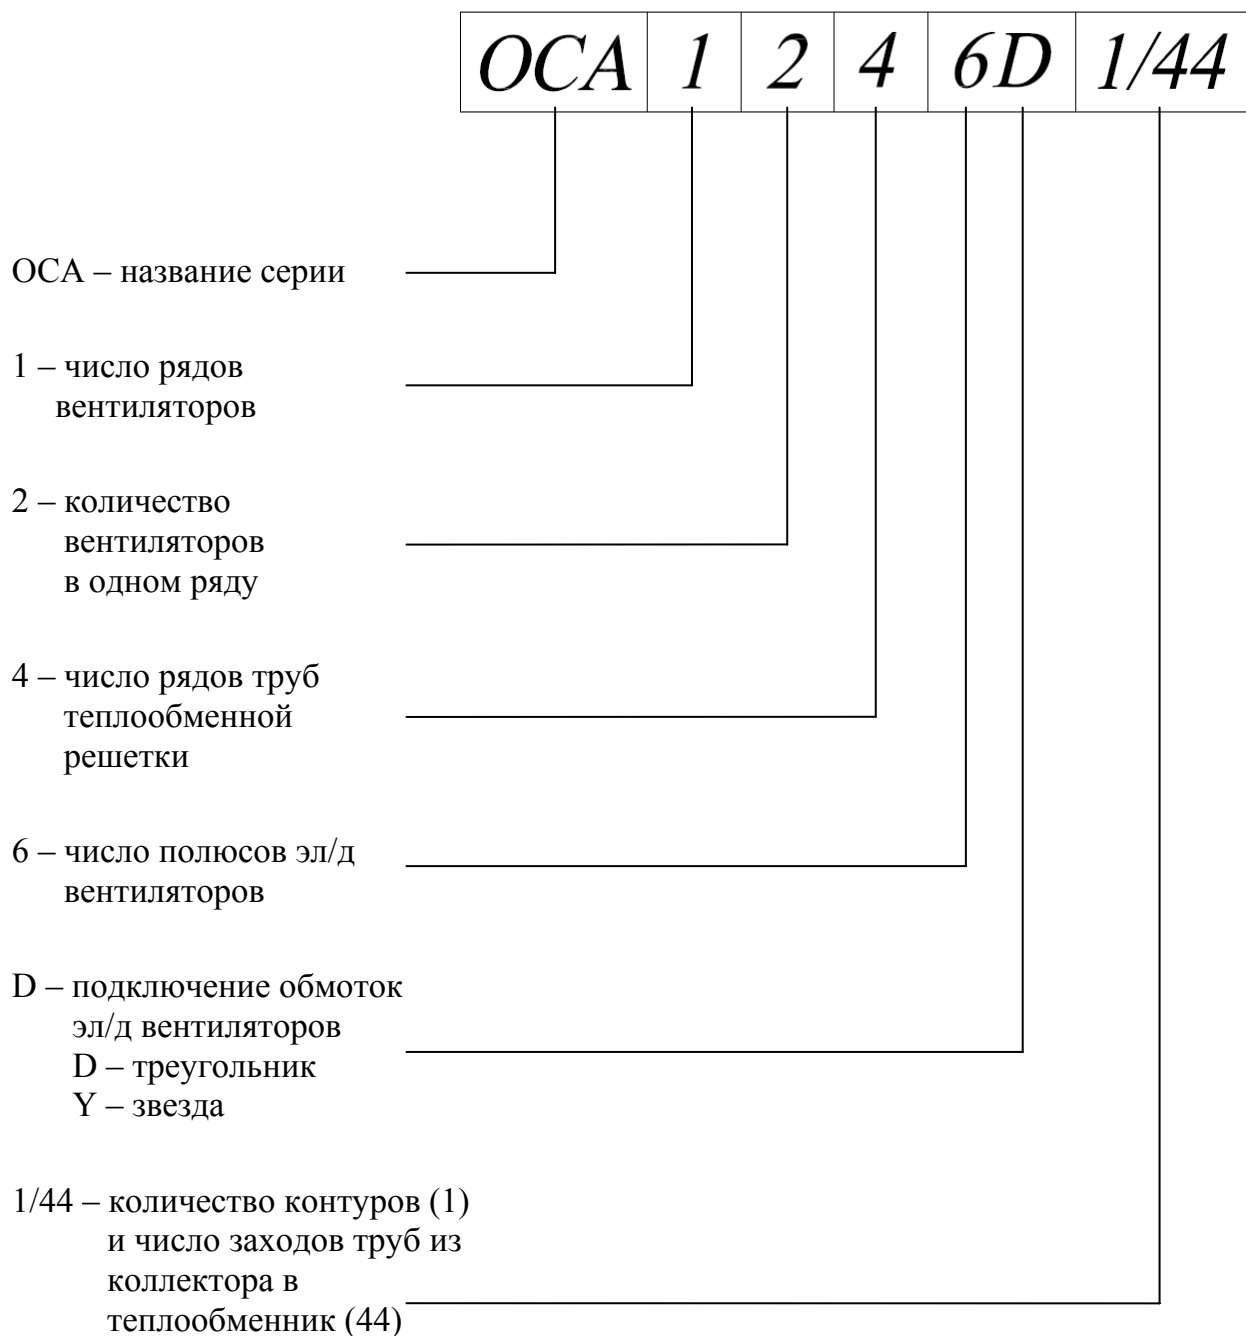 ОСА 1 2 4 6D 1/44
ОСА – название серии
1 – число рядов
вентиляторов
2 – количество
вентиляторов
в одном ряду
4 – число рядов труб
теплообменной
решетки
6 – число полюсов эл/д
вентиляторов
D – подключение обмоток
эл/д вентиляторов
D – треугольник
Y – звезда
1/44 – количество контуров (1)
и число заходов труб из
коллектора в
теплообменник (44)